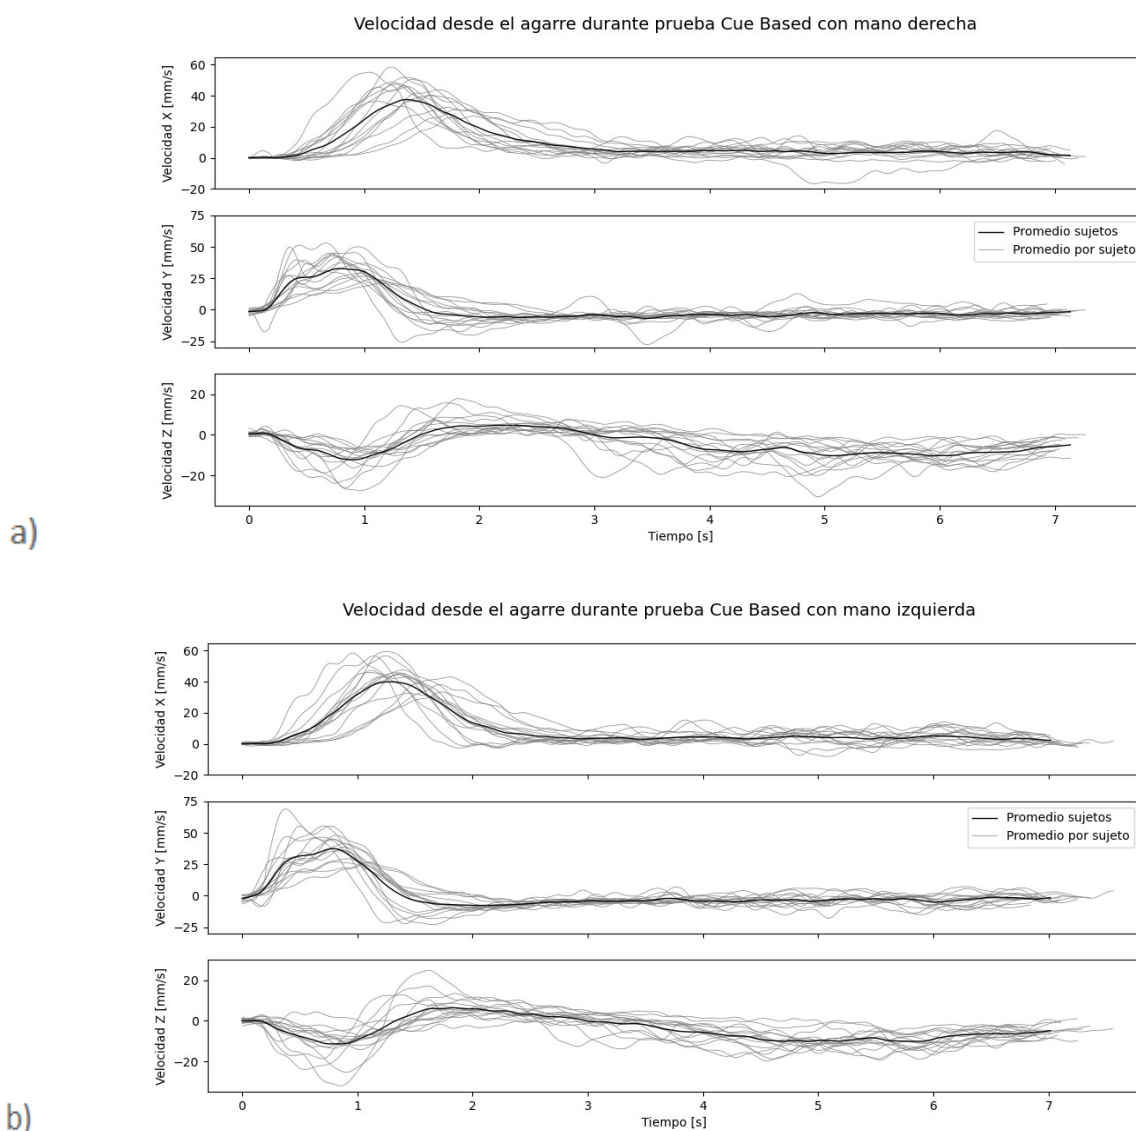 Velocidad desde el agarre durante prueba Cue Based con mano derecha
Velocidad X [mm/s]
60
40
20
0
−20
Velocidad Y [mm/s]
75
50
25
0
−25
Promedio sujetos
Promedio por sujeto
Velocidad Z [mm/s]
20
0
−20
0 1 2 3 4 5 6 7
Tiempo [s]
a)
Velocidad desde el agarre durante prueba Cue Based con mano izquierda
Velocidad X [mm/s]
60
40
20
0
−20
Velocidad Y [mm/s]
75
50
25
0
−25
Promedio sujetos
Promedio por sujeto
Velocidad Z [mm/s]
20
0
−20
0 1 2 3 4 5 6 7
Tiempo [s]
b)